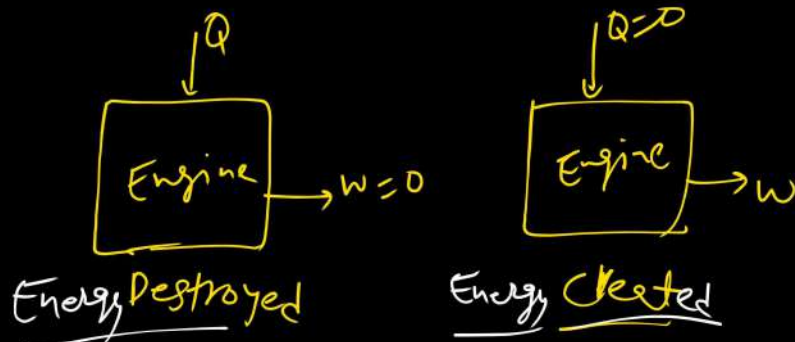 Q
Engine
W=0
Energy Destroyed
Q=0
Engine
W
Energy Created